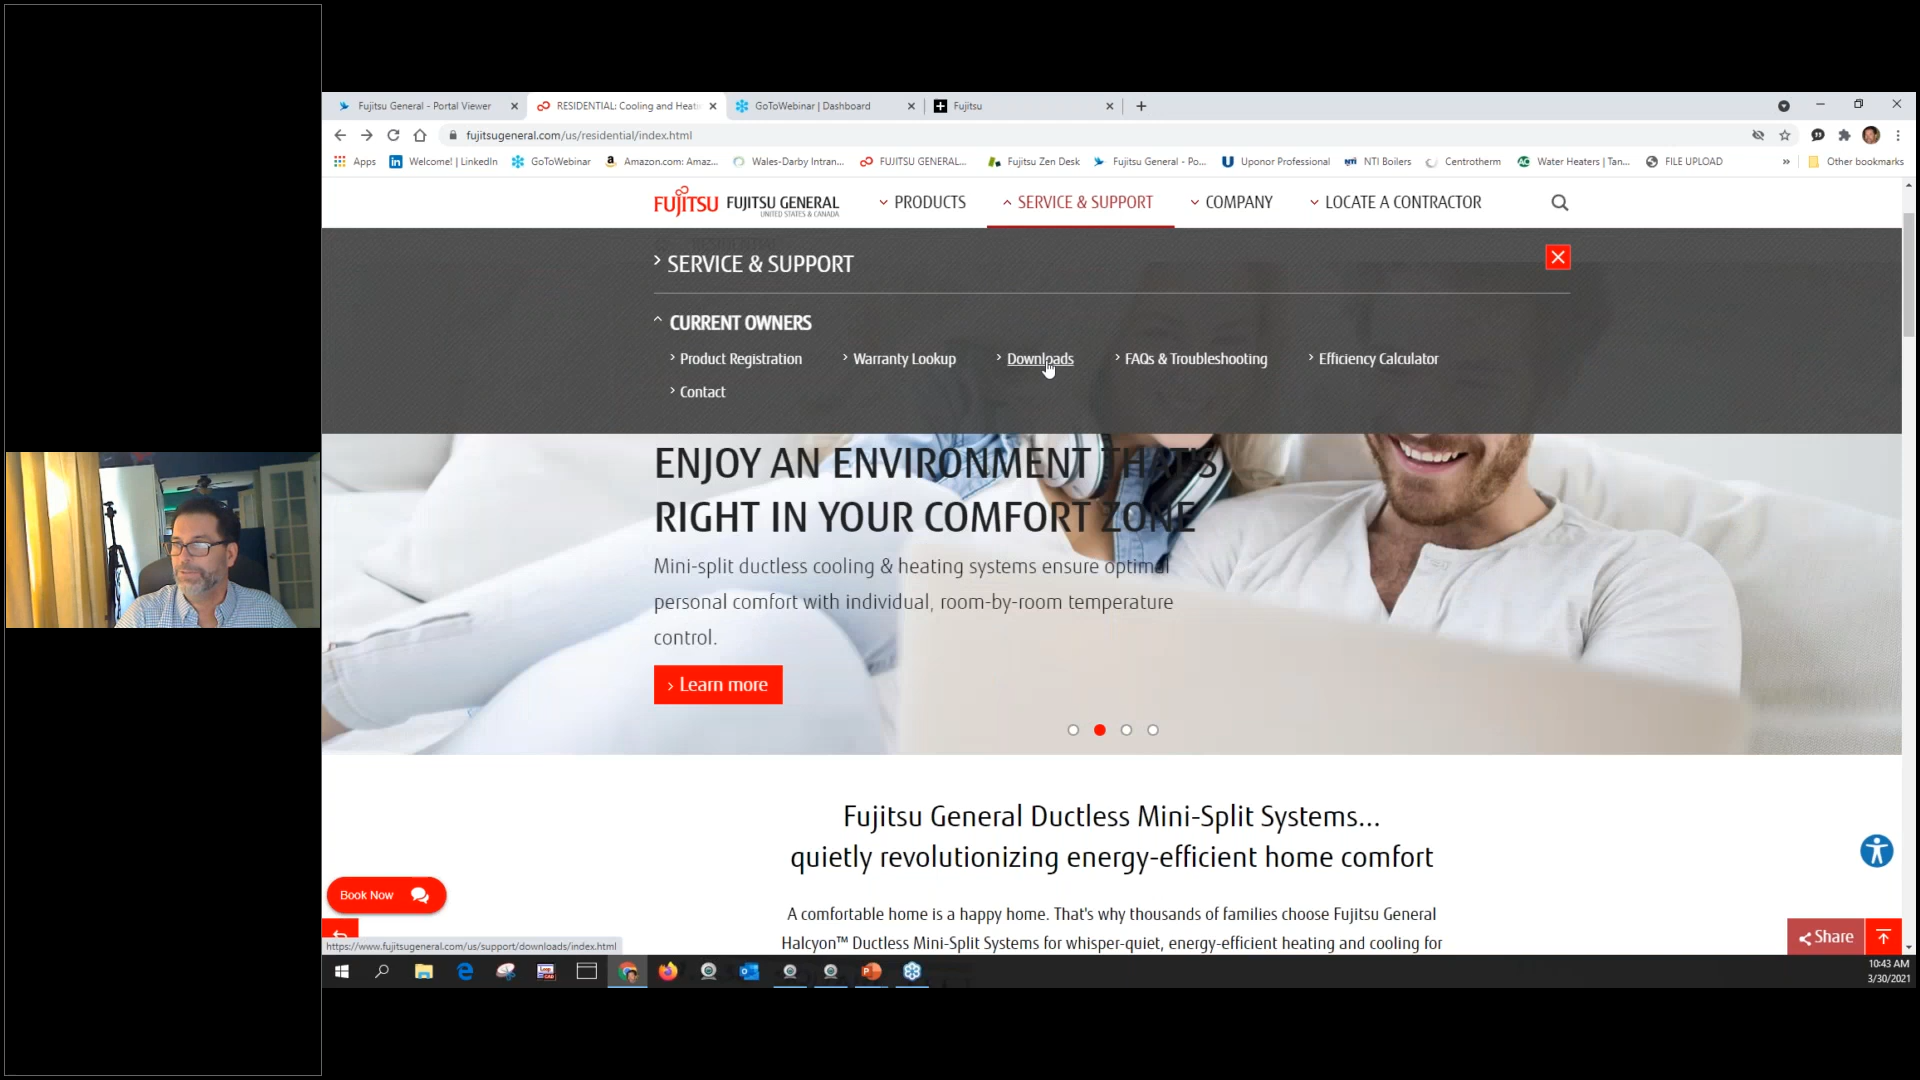 Fujitsu General - Portal Viewer
RESIDENTIAL: Cooling and Heati
GoToWebinar | Dashboard
Fujitsu
fujitsugeneral.com/us/residential/index.html
Apps
Welcome! | LinkedIn
GoToWebinar
Amazon.com: Amaz...
Wales-Darby Intran...
FUJITSU GENERAL...
Fujitsu Zen Desk
Fujitsu General - Po...
Uponor Professional
NTI Boilers
Centrotherm
Water Heaters | Tan...
FILE UPLOAD
Other bookmarks
FUJITSU FUJITSU GENERAL
UNITED STATES & CANADA
PRODUCTS
SERVICE & SUPPORT
COMPANY
LOCATE A CONTRACTOR
SERVICE & SUPPORT
CURRENT OWNERS
Product Registration
Warranty Lookup
Downloads
FAQs & Troubleshooting
Efficiency Calculator
Contact
ENJOY AN ENVIRONMENT THAT'S
RIGHT IN YOUR COMFORT ZONE
Mini-split ductless cooling & heating systems ensure optimal
personal comfort with individual, room-by-room temperature
control.
Learn more
Fujitsu General Ductless Mini-Split Systems...
quietly revolutionizing energy-efficient home comfort
A comfortable home is a happy home. That's why thousands of families choose Fujitsu General
Halcyon™ Ductless Mini-Split Systems for whisper-quiet, energy-efficient heating and cooling for
Book Now
Share
https://www.fujitsugeneral.com/us/support/downloads/index.html
10:43 AM
3/30/2021